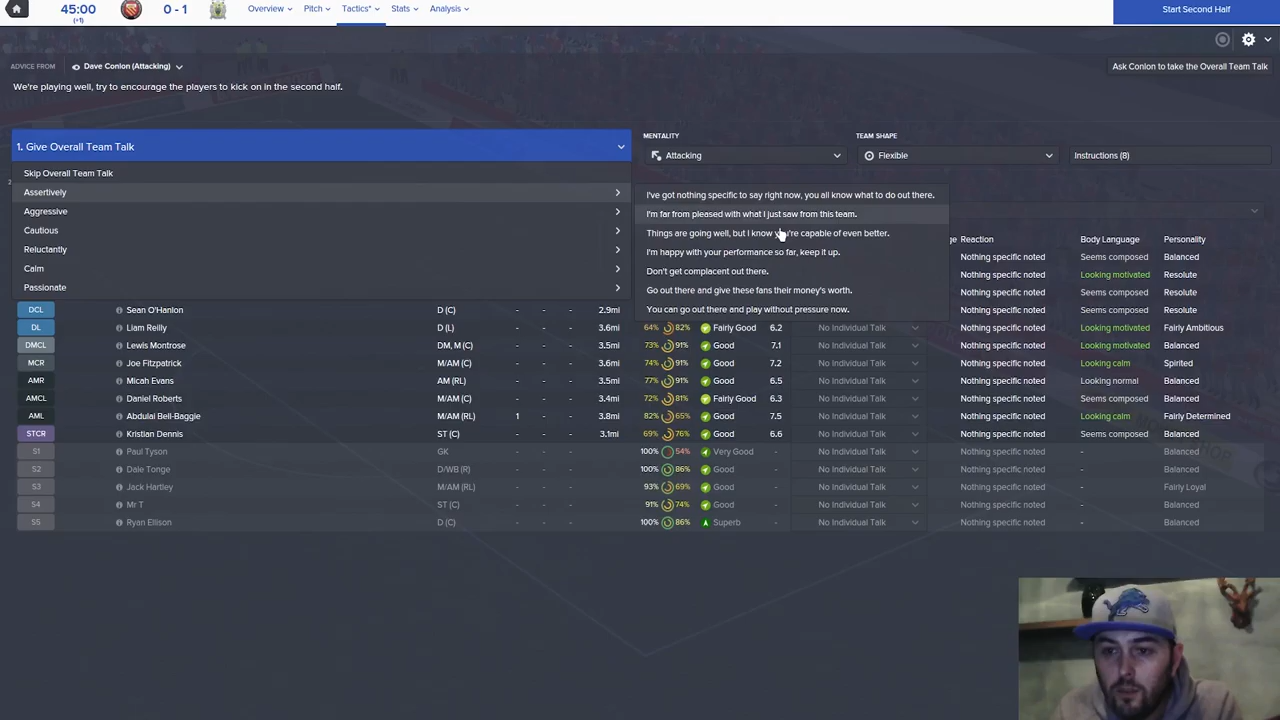 45:00 0 - 1 Overview Pitch Tactics* Stats Analysis Start Second Half
(+1)
ADVICE FROM Dave Conlon (Attacking) Ask Conlon to take the Overall Team Talk
We're playing well, try to encourage the players to kick on in the second half.
MENTALITY TEAM SHAPE
1. Give Overall Team Talk Attacking Flexible Instructions (8)
Skip Overall Team Talk
2
Assertively I've got nothing specific to say right now, you all know what to do out there.
Aggressive I'm far from pleased with what I just saw from this team.
Cautious Things are going well, but I know you're capable of even better.
ge Reaction Body Language Personality
Reluctantly I'm happy with your performance so far, keep it up. Nothing specific noted Seems composed Balanced
Calm Don't get complacent out there. Nothing specific noted Looking motivated Resolute
Passionate Go out there and give these fans their money's worth. Nothing specific noted Seems composed Resolute
DCL Sean O'Hanlon D (C) - - - 2.9mi You can go out there and play without pressure now. Nothing specific noted Seems composed Resolute
DL Liam Reilly D (L) - - - 3.6mi 64% 82% Fairly Good 6.2 No Individual Talk Nothing specific noted Looking motivated Fairly Ambitious
DMCL Lewis Montrose DM, M (C) - - - 3.5mi 73% 91% Good 7.1 No Individual Talk Nothing specific noted Looking motivated Balanced
MCR Joe Fitzpatrick M/AM (C) - - - 3.6mi 74% 91% Good 7.2 No Individual Talk Nothing specific noted Looking calm Spirited
AMR Micah Evans AM (RL) - - - 3.5mi 77% 91% Good 6.5 No Individual Talk Nothing specific noted Looking normal Balanced
AMCL Daniel Roberts M/AM (C) - - - 3.4mi 72% 81% Fairly Good 6.3 No Individual Talk Nothing specific noted Seems composed Balanced
AML Abdulai Bell-Baggie M/AM (RL) 1 - - 3.8mi 82% 65% Good 7.5 No Individual Talk Nothing specific noted Looking calm Fairly Determined
STCR Kristian Dennis ST (C) - - - 3.1mi 69% 76% Good 6.6 No Individual Talk Nothing specific noted Seems composed Balanced
S1 Paul Tyson GK - - - 100% 54% Very Good - No Individual Talk Nothing specific noted - Balanced
S2 Dale Tonge D/WB (R) - - - 100% 86% Good - No Individual Talk Nothing specific noted - Balanced
S3 Jack Hartley M/AM (RL) - - - 93% 69% Good - No Individual Talk Nothing specific noted - Fairly Loyal
S4 Mr T ST (C) - - - 91% 74% Good - No Individual Talk Nothing specific noted - Balanced
S5 Ryan Ellison D (C) - - - 100% 86% Superb - No Individual Talk Nothing specific noted - Balanced